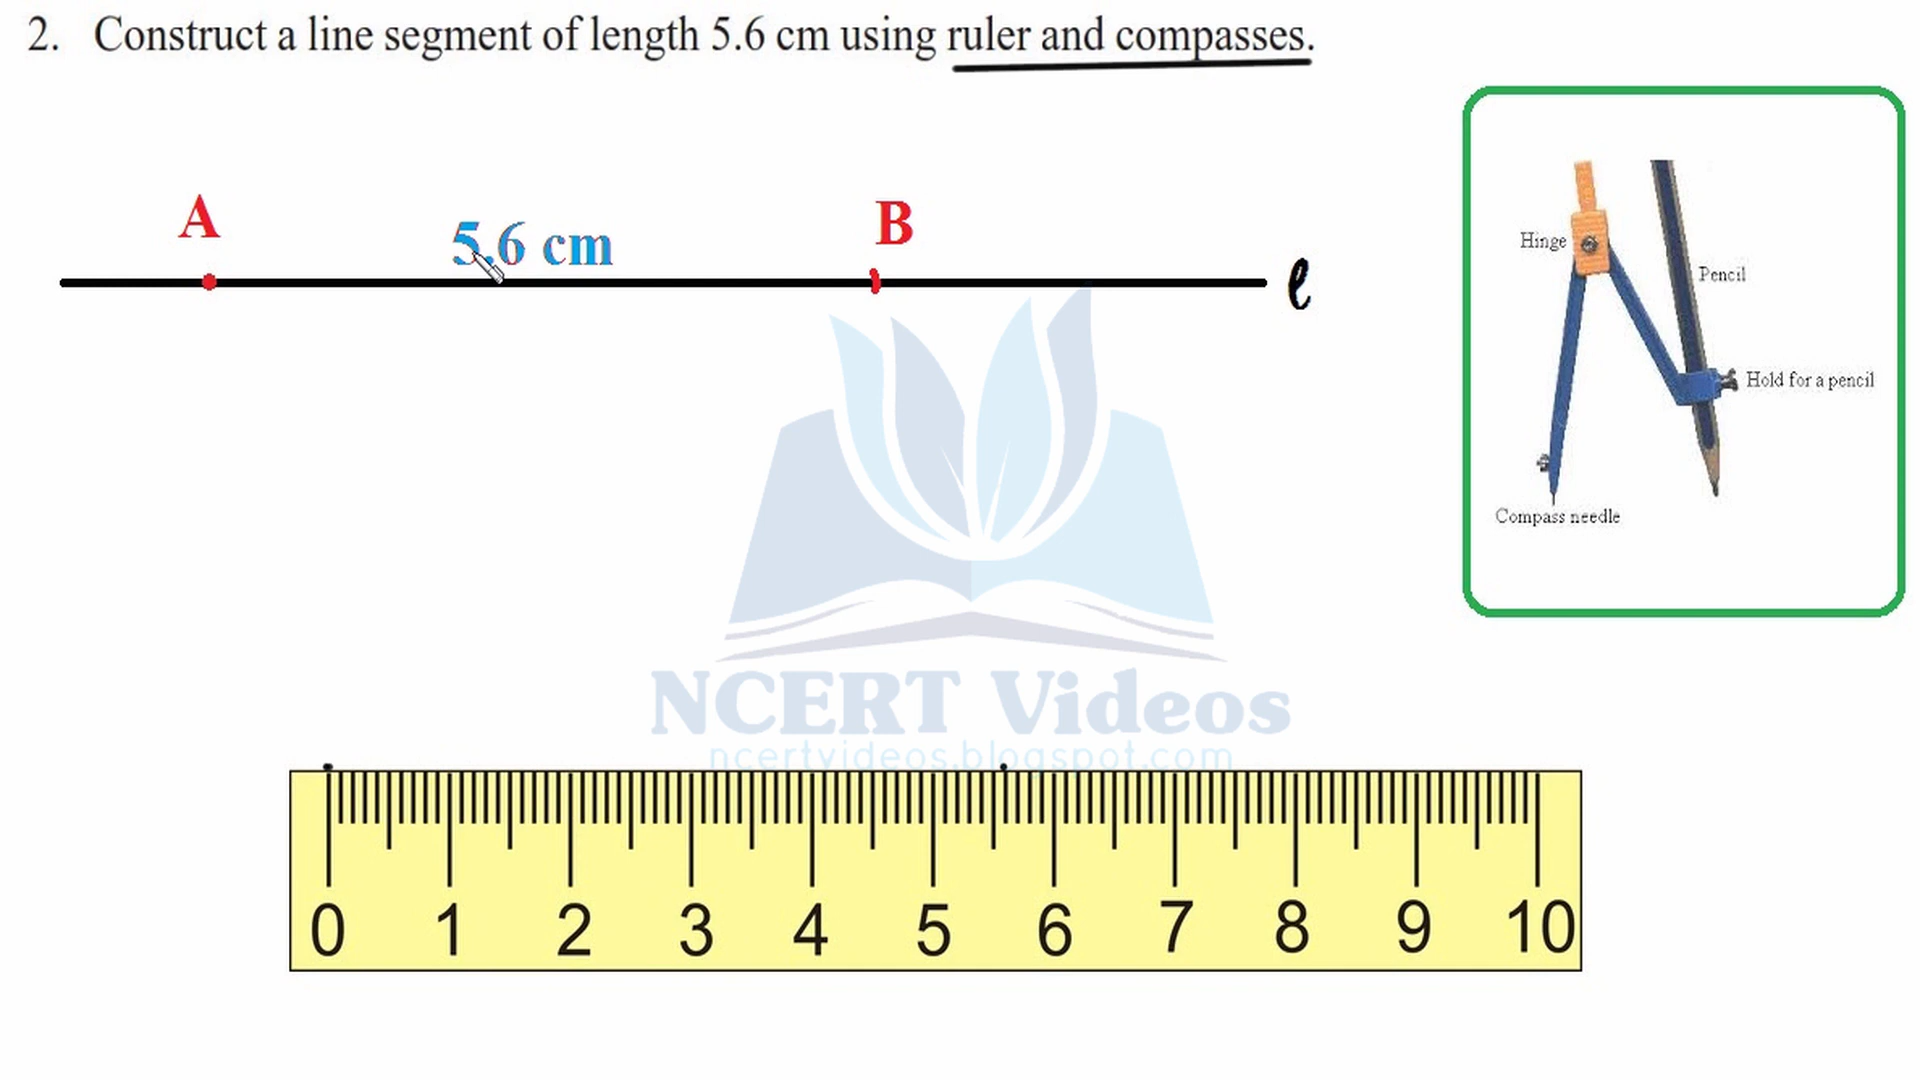 2. Construct a line segment of length 5.6 cm using ruler and compasses.
A
5.6 cm
B
ℓ
Hinge
Pencil
Hold for a pencil
Compass needle
NCERT Videos
ncertvideos.blogspot.com
0 1 2 3 4 5 6 7 8 9 10